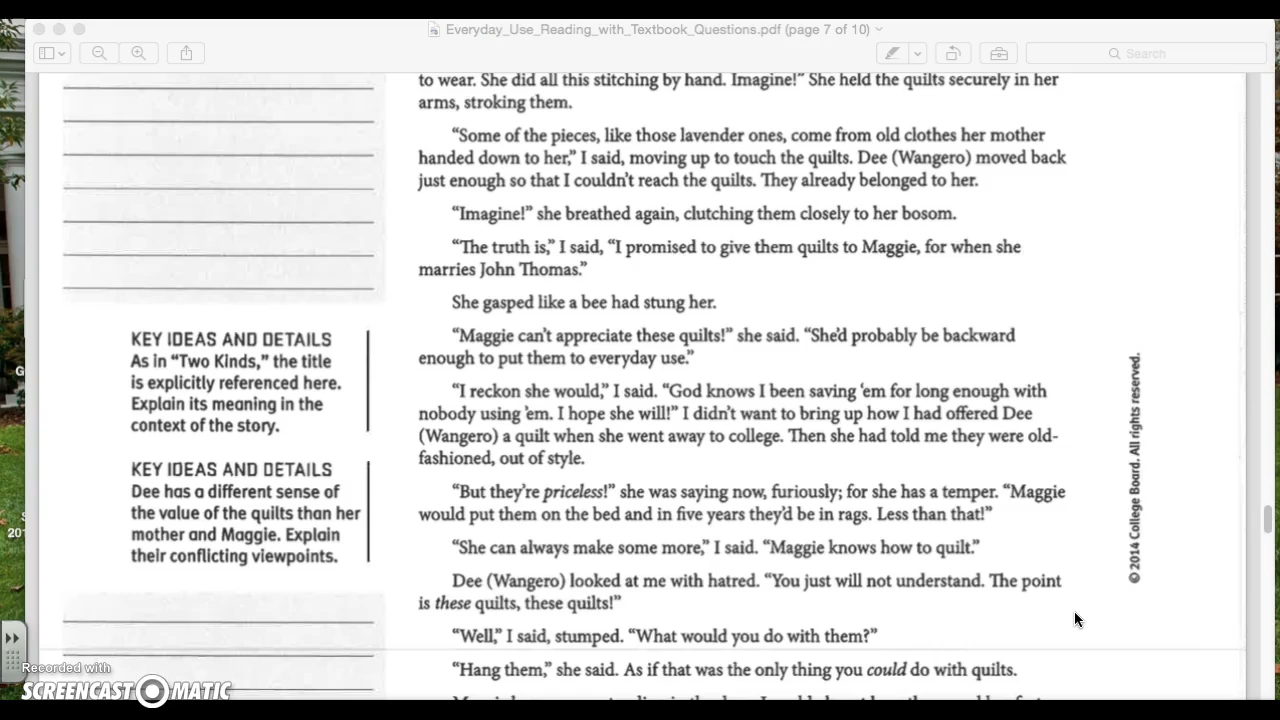 Everyday_Use_Reading_with_Textbook_Questions.pdf (page 7 of 10)
Search
to wear. She did all this stitching by hand. Imagine!” She held the quilts securely in her
arms, stroking them.
“Some of the pieces, like those lavender ones, come from old clothes her mother
handed down to her,” I said, moving up to touch the quilts. Dee (Wangero) moved back
just enough so that I couldn’t reach the quilts. They already belonged to her.
“Imagine!” she breathed again, clutching them closely to her bosom.
“The truth is,” I said, “I promised to give them quilts to Maggie, for when she
marries John Thomas.”
She gasped like a bee had stung her.
“Maggie can’t appreciate these quilts!” she said. “She’d probably be backward
enough to put them to everyday use.”
“I reckon she would,” I said. “God knows I been saving ’em for long enough with
nobody using ’em. I hope she will!” I didn’t want to bring up how I had offered Dee
(Wangero) a quilt when she went away to college. Then she had told me they were old-
fashioned, out of style.
“But they’re priceless!” she was saying now, furiously; for she has a temper. “Maggie
would put them on the bed and in five years they’d be in rags. Less than that!”
“She can always make some more,” I said. “Maggie knows how to quilt.”
Dee (Wangero) looked at me with hatred. “You just will not understand. The point
is these quilts, these quilts!”
“Well,” I said, stumped. “What would you do with them?”
“Hang them,” she said. As if that was the only thing you could do with quilts.
KEY IDEAS AND DETAILS
As in “Two Kinds,” the title
is explicitly referenced here.
Explain its meaning in the
context of the story.
KEY IDEAS AND DETAILS
Dee has a different sense of
the value of the quilts than her
mother and Maggie. Explain
their conflicting viewpoints.
© 2014 College Board. All rights reserved.
Recorded with
SCREENCAST O MATIC